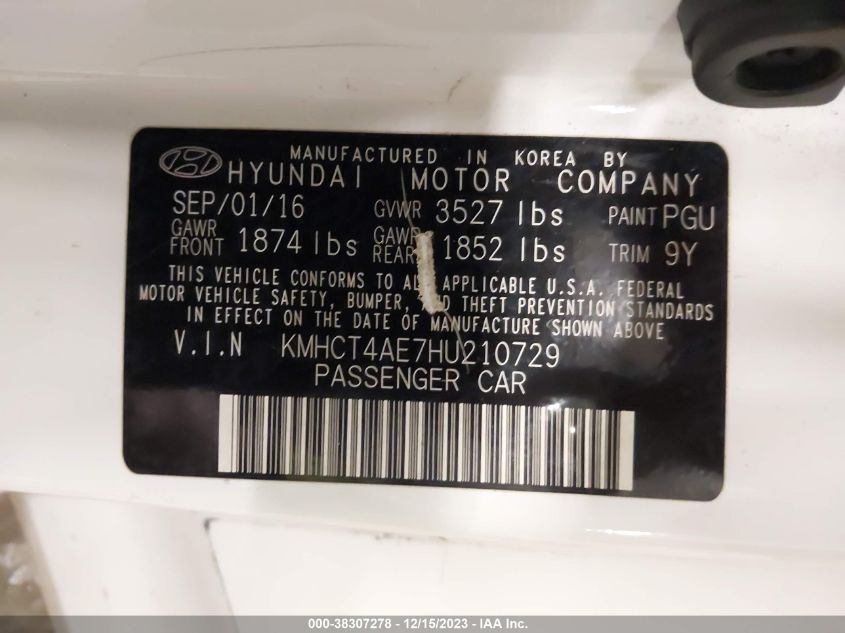 MANUFACTURED IN KOREA BY
HYUNDAI MOTOR COMPANY
SEP/01/16 GVWR 3527 lbs PAINT PGU
GAWR FRONT 1874 lbs GAWR REAR 1852 lbs TRIM 9Y
THIS VEHICLE CONFORMS TO APPLICABLE U.S.A. FEDERAL
MOTOR VEHICLE SAFETY, BUMPER, THEFT PREVENTION STANDARDS
IN EFFECT ON THE DATE OF MANUFACTURE SHOWN ABOVE
V.I.N KMHCT4AE7HU210729
PASSENGER CAR
000-38307278 - 12/15/2023 - IAA Inc.